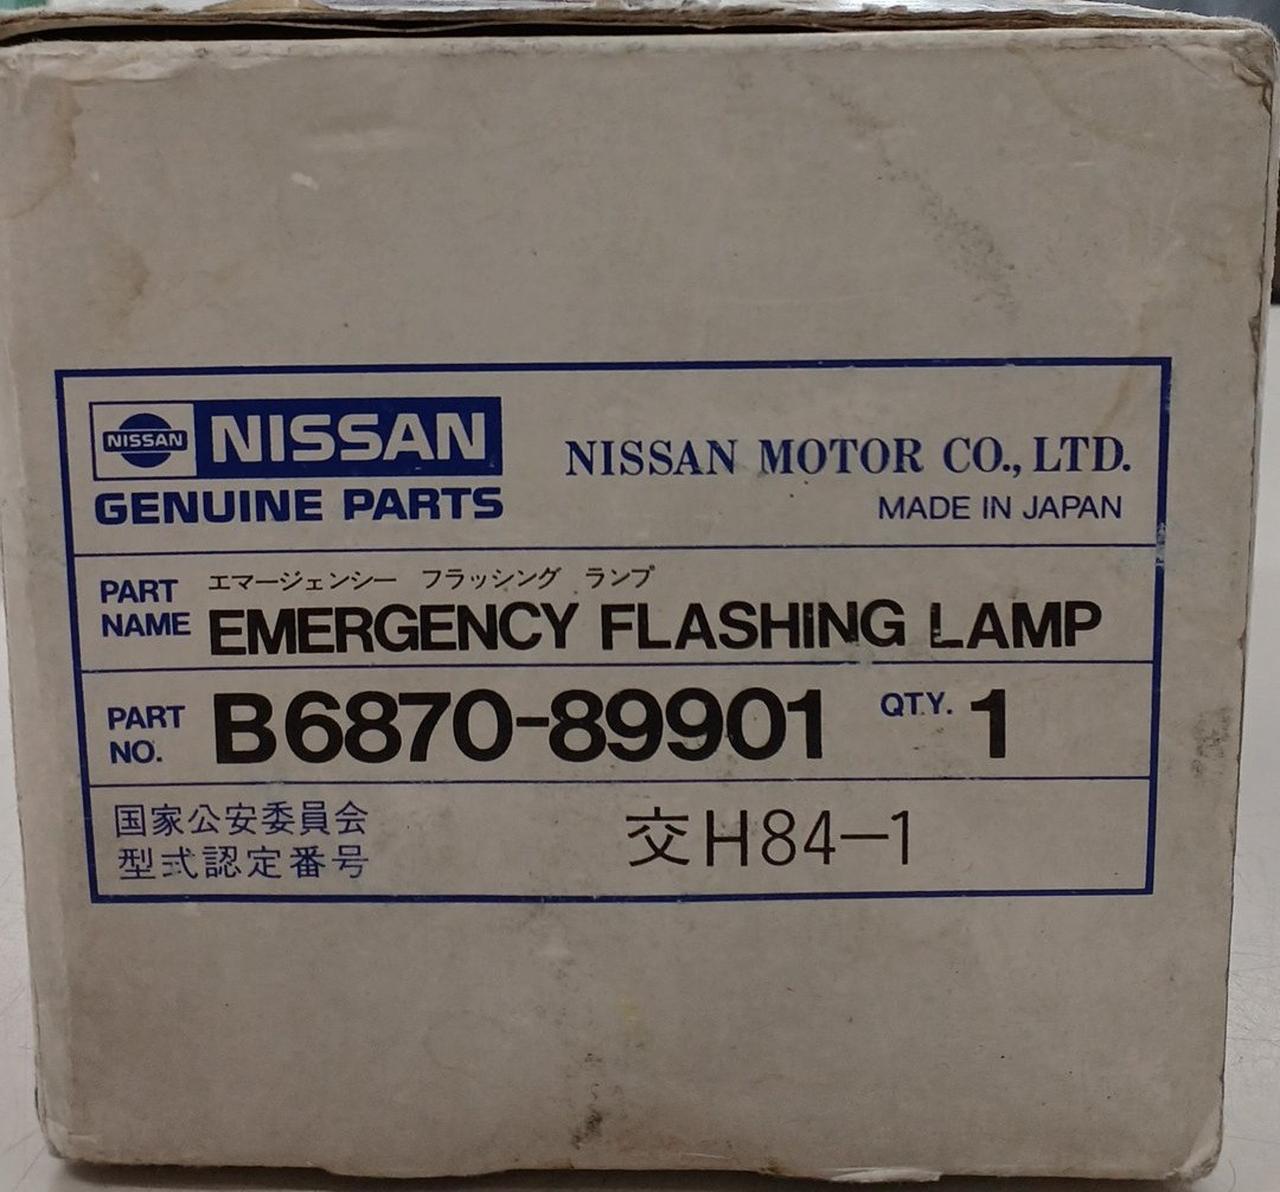 NISSAN NISSAN
GENUINE PARTS
NISSAN MOTOR CO., LTD.
MADE IN JAPAN
PART NAME
エマージェンシー フラッシング ランプ
EMERGENCY FLASHING LAMP
PART NO.
B6870-89901
QTY. 1
国家公安委員会
型式認定番号
交H84-1